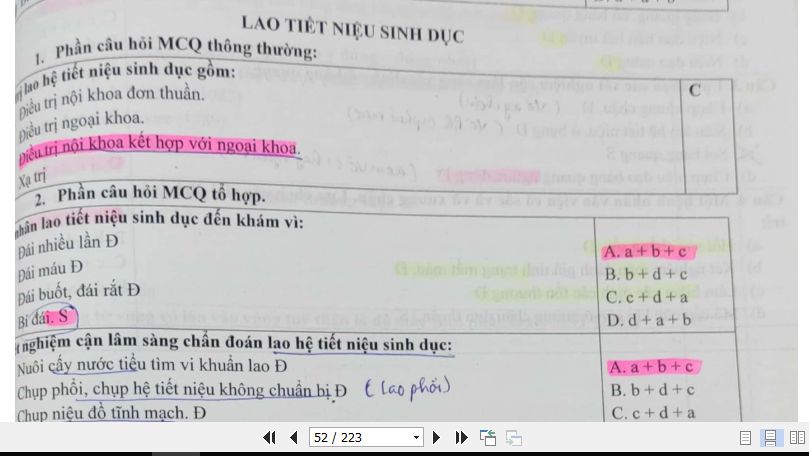 LAO TIẾT NIỆU SINH DỤC
1. Phần câu hỏi MCQ thông thường:
lao hệ tiết niệu sinh dục gồm:
C
Điều trị nội khoa đơn thuần.
Điều trị ngoại khoa.
Điều trị nội khoa kết hợp với ngoại khoa.
Xạ trị
2. Phần câu hỏi MCQ tổ hợp.
nhân lao tiết niệu sinh dục đến khám vì:
Đái nhiều lần Đ
A. a + b + c
Đái máu Đ
B. b + d + c
Đái buốt, đái rắt Đ
C. c + d + a
Bí đái. S
D. d + a + b
nghiệm cận lâm sàng chẩn đoán lao hệ tiết niệu sinh dục:
Nuôi cấy nước tiểu tìm vi khuẩn lao Đ
A. a + b + c
Chụp phổi, chụp hệ tiết niệu không chuẩn bị Đ (lao phổi)
B. b + d + c
Chụp niệu đồ tĩnh mạch. Đ
C. c + d + a
52 / 223